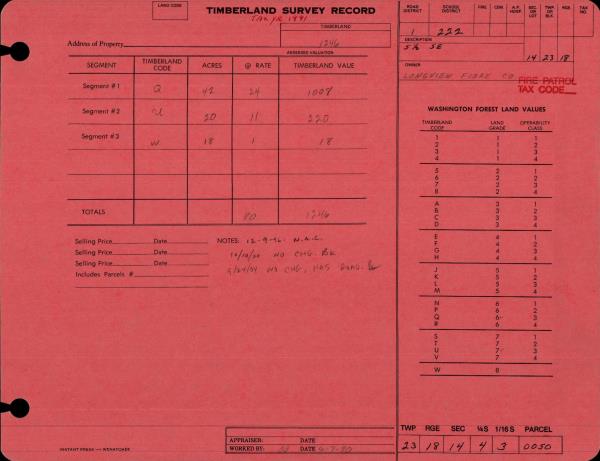 LAND CODE
TIMBERLAND SURVEY RECORD
TAX YR 1991
TIMBERLAND
Address of Property
1246
ASSESSED VALUATION
SEGMENT TIMBERLAND CODE ACRES @ RATE TIMBERLAND VALUE
Segment #1 Q 42 24 1008
Segment #2 U 20 11 220
Segment #3 W 18 1 18
TOTALS 80 1246
Selling Price Date
Selling Price Date
Selling Price Date
Includes Parcels #
NOTES: 12-9-96 N.A.C.
NO CHG. BK
NO CHG, HAS ROAD. BK
INSTANT PRESS — WENATCHEE
APPRAISER: DATE
WORKED BY: DATE
ROAD DISTRICT SCHOOL DISTRICT FIRE CEM. A.P. HOSP. SEC. OR LOT TWP. OR BLK. RGE. TAX
1 222
DESCRIPTION
S½ SE 14 23 18
OWNER
LONGVIEW FIBRE CO
FIRE PATROL
TAX CODE
WASHINGTON FOREST LAND VALUES
TIMBERLAND CODE LAND GRADE OPERABILITY CLASS
1 1 1
2 1 2
3 1 3
4 1 4
5 2 1
6 2 2
7 2 3
8 2 4
A 3 1
B 3 2
C 3 3
D 3 4
E 4 1
F 4 2
G 4 3
H 4 4
J 5 1
K 5 2
L 5 3
M 5 4
N 6 1
P 6 2
Q 6 3
R 6 4
S 7 1
T 7 2
U 7 3
V 7 4
W 8
TWP RGE SEC ¼S 1/16 S PARCEL
23 18 14 4 3 0050